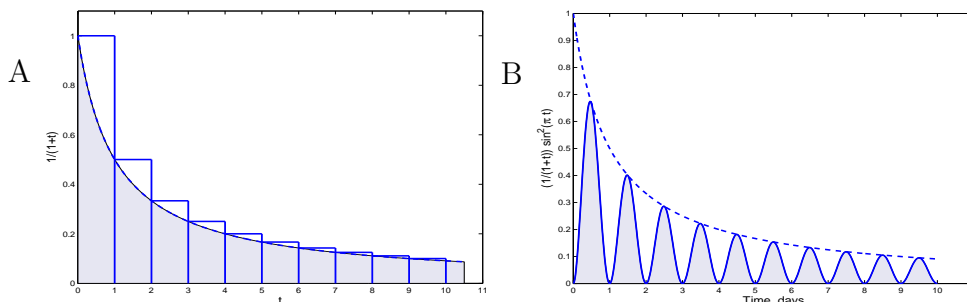 A
1
0.8
0.6
0.4
0.2
0
0 1 2 3 4 5 6 7 8 9 10 11
t
1/(1+t)
B
1
0.9
0.8
0.7
0.6
0.5
0.4
0.3
0.2
0.1
0
0 1 2 3 4 5 6 7 8 9 10
Time, days
(1/(1+t)) sin²(π t)